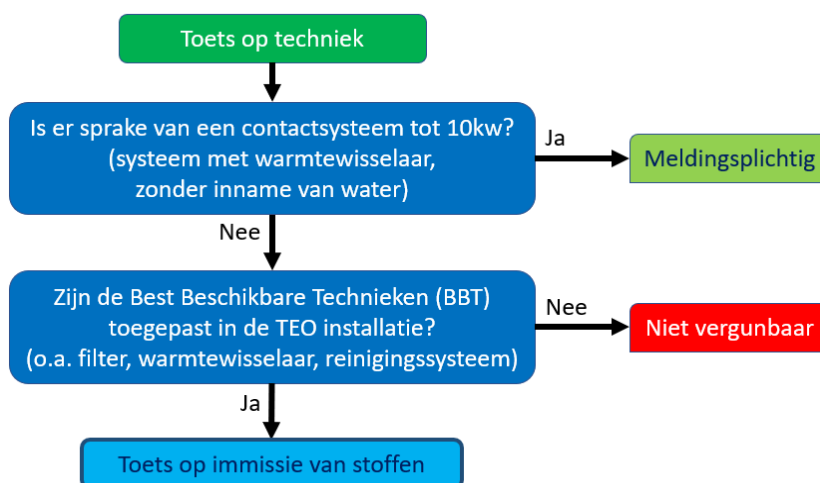 Toets op techniek
Is er sprake van een contactsysteem tot 10kw?
(systeem met warmtewisselaar,
zonder inname van water)
Ja
Meldingsplichtig
Nee
Zijn de Best Beschikbare Technieken (BBT)
toegepast in de TEO installatie?
(o.a. filter, warmtewisselaar, reinigingssysteem)
Nee
Niet vergunbaar
Ja
Toets op immissie van stoffen